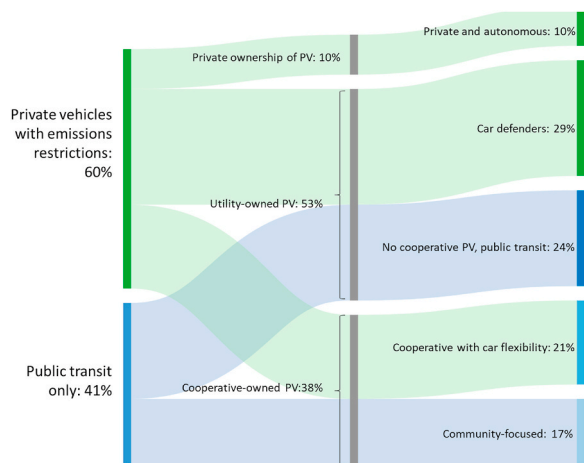 Private and autonomous: 10%
Private ownership of PV: 10%
Private vehicles
with emissions
restrictions:
60%
Car defenders: 29%
Utility-owned PV: 53%
No cooperative PV, public transit: 24%
Cooperative with car flexibility: 21%
Public transit
only: 41%
Cooperative-owned PV:38%
Community-focused: 17%